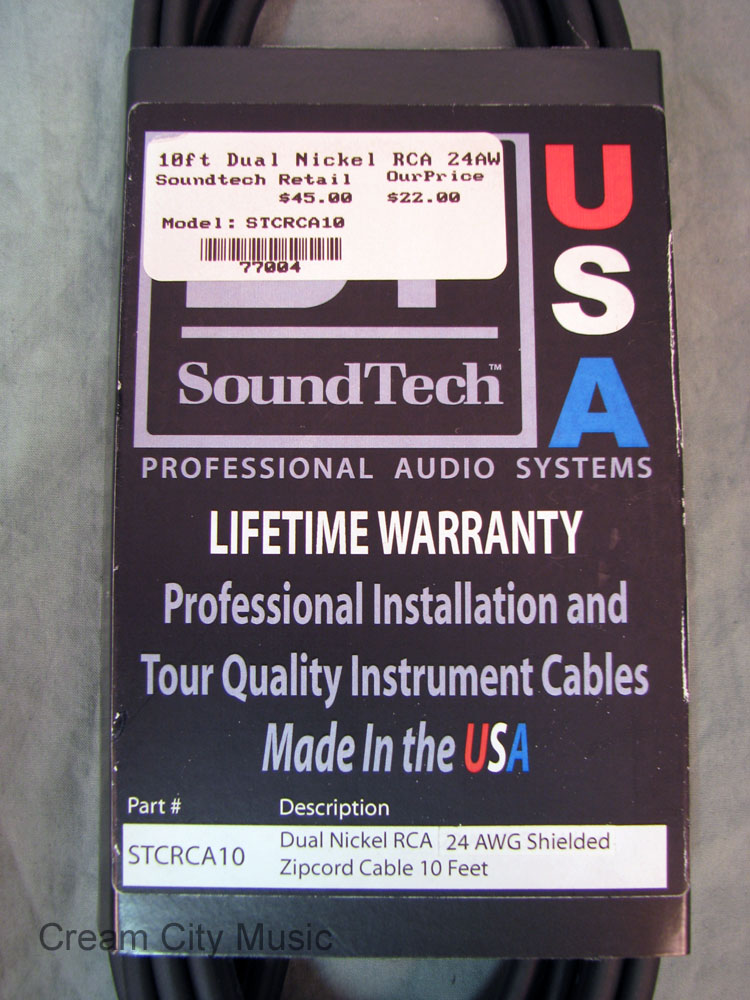 10ft Dual Nickel RCA 24AW
Soundtech Retail OurPrice
$45.00 $22.00
Model: STCRCA10
77004
USA
SoundTech™
PROFESSIONAL AUDIO SYSTEMS
LIFETIME WARRANTY
Professional Installation and
Tour Quality Instrument Cables
Made In the USA
Part # Description
STCRCA10
Dual Nickel RCA 24 AWG Shielded
Zipcord Cable 10 Feet
Cream City Music